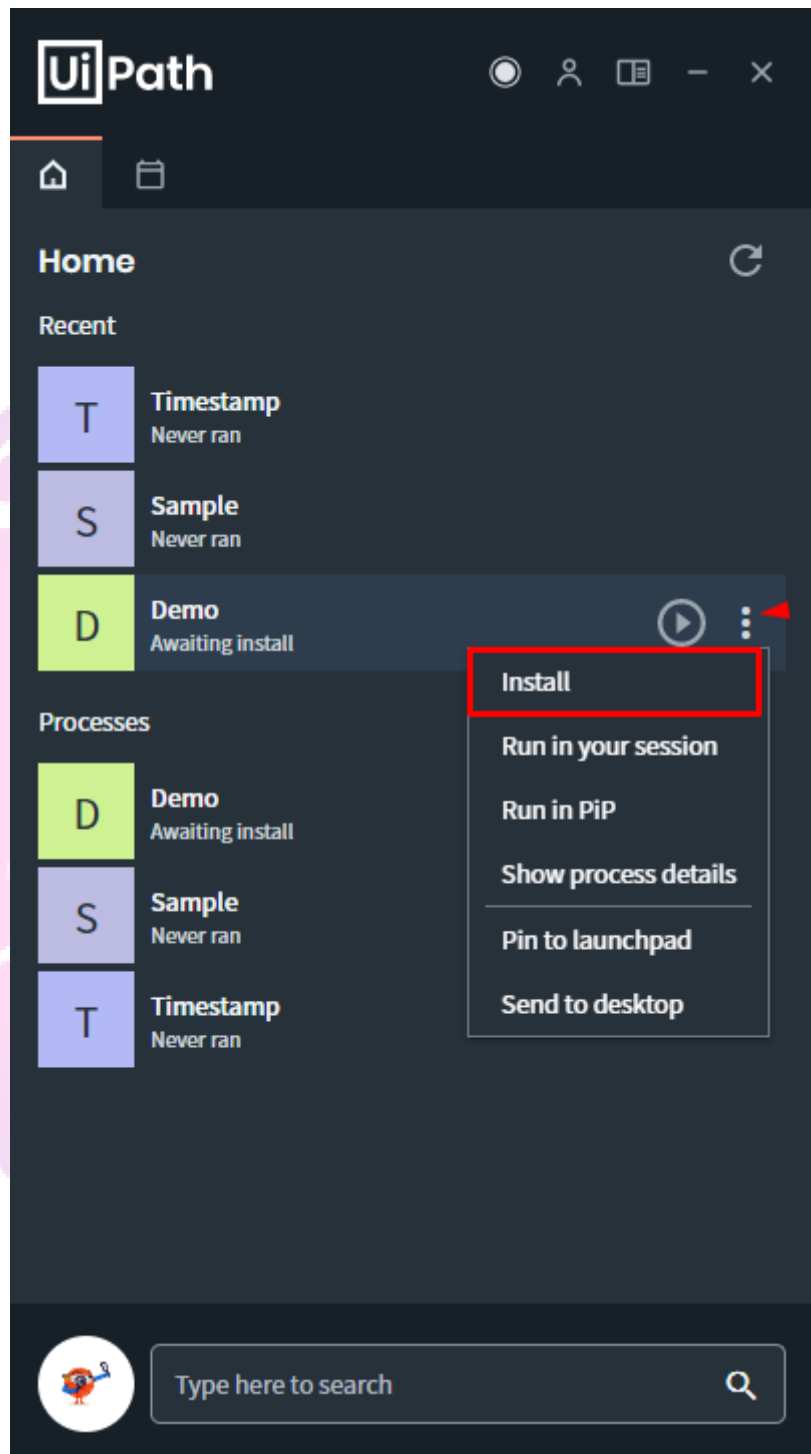 UiPath
Home
Recent
T
Timestamp
Never ran
S
Sample
Never ran
D
Demo
Awaiting install
Install
Run in your session
Run in PiP
Show process details
Pin to launchpad
Send to desktop
Processes
D
Demo
Awaiting install
S
Sample
Never ran
T
Timestamp
Never ran
Type here to search